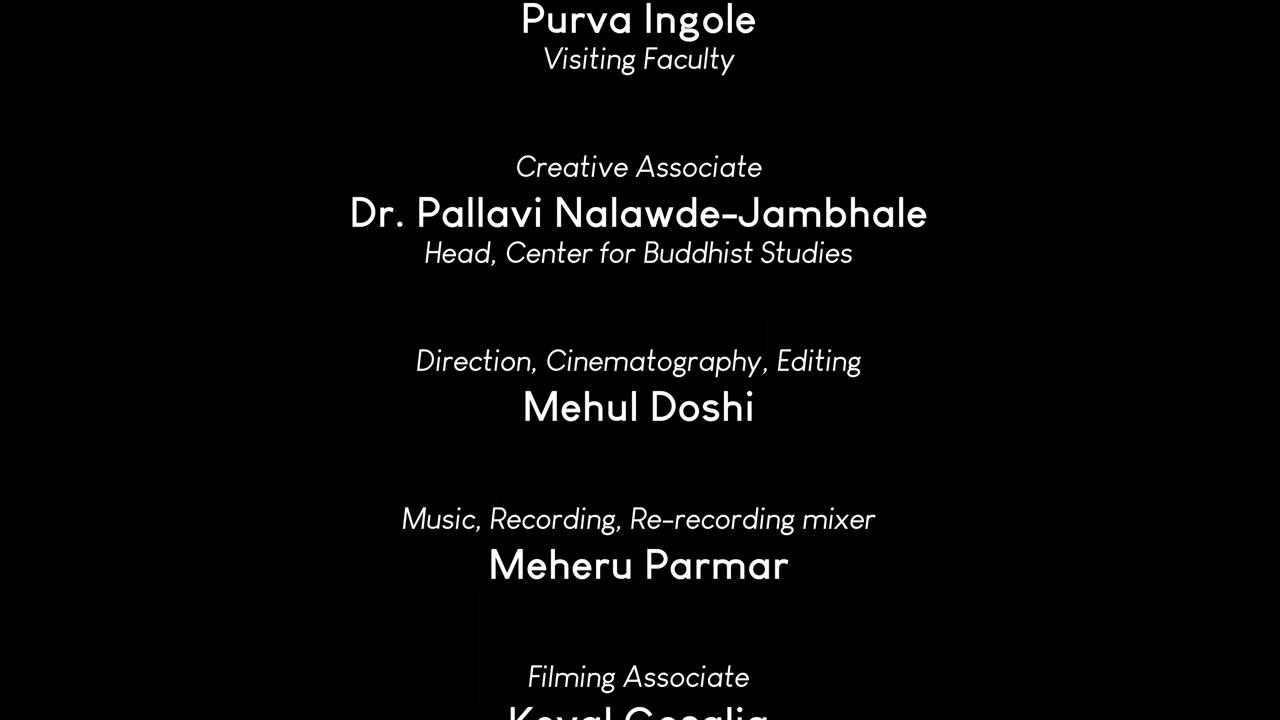 Purva Ingole
Visiting Faculty
Creative Associate
Dr. Pallavi Nalawde-Jambhale
Head, Center for Buddhist Studies
Direction, Cinematography, Editing
Mehul Doshi
Music, Recording, Re-recording mixer
Meheru Parmar
Filming Associate